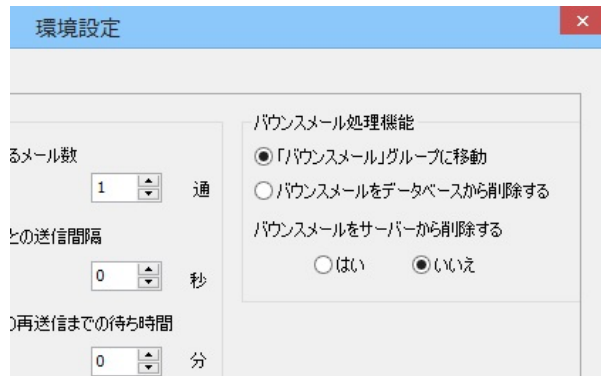 環境設定
るメール数
1 通
との送信間隔
0 秒
再送信までの待ち時間
0 分
バウンスメール処理機能
「バウンスメール」グループに移動
バウンスメールをデータベースから削除する
バウンスメールをサーバーから削除する
はい いいえ